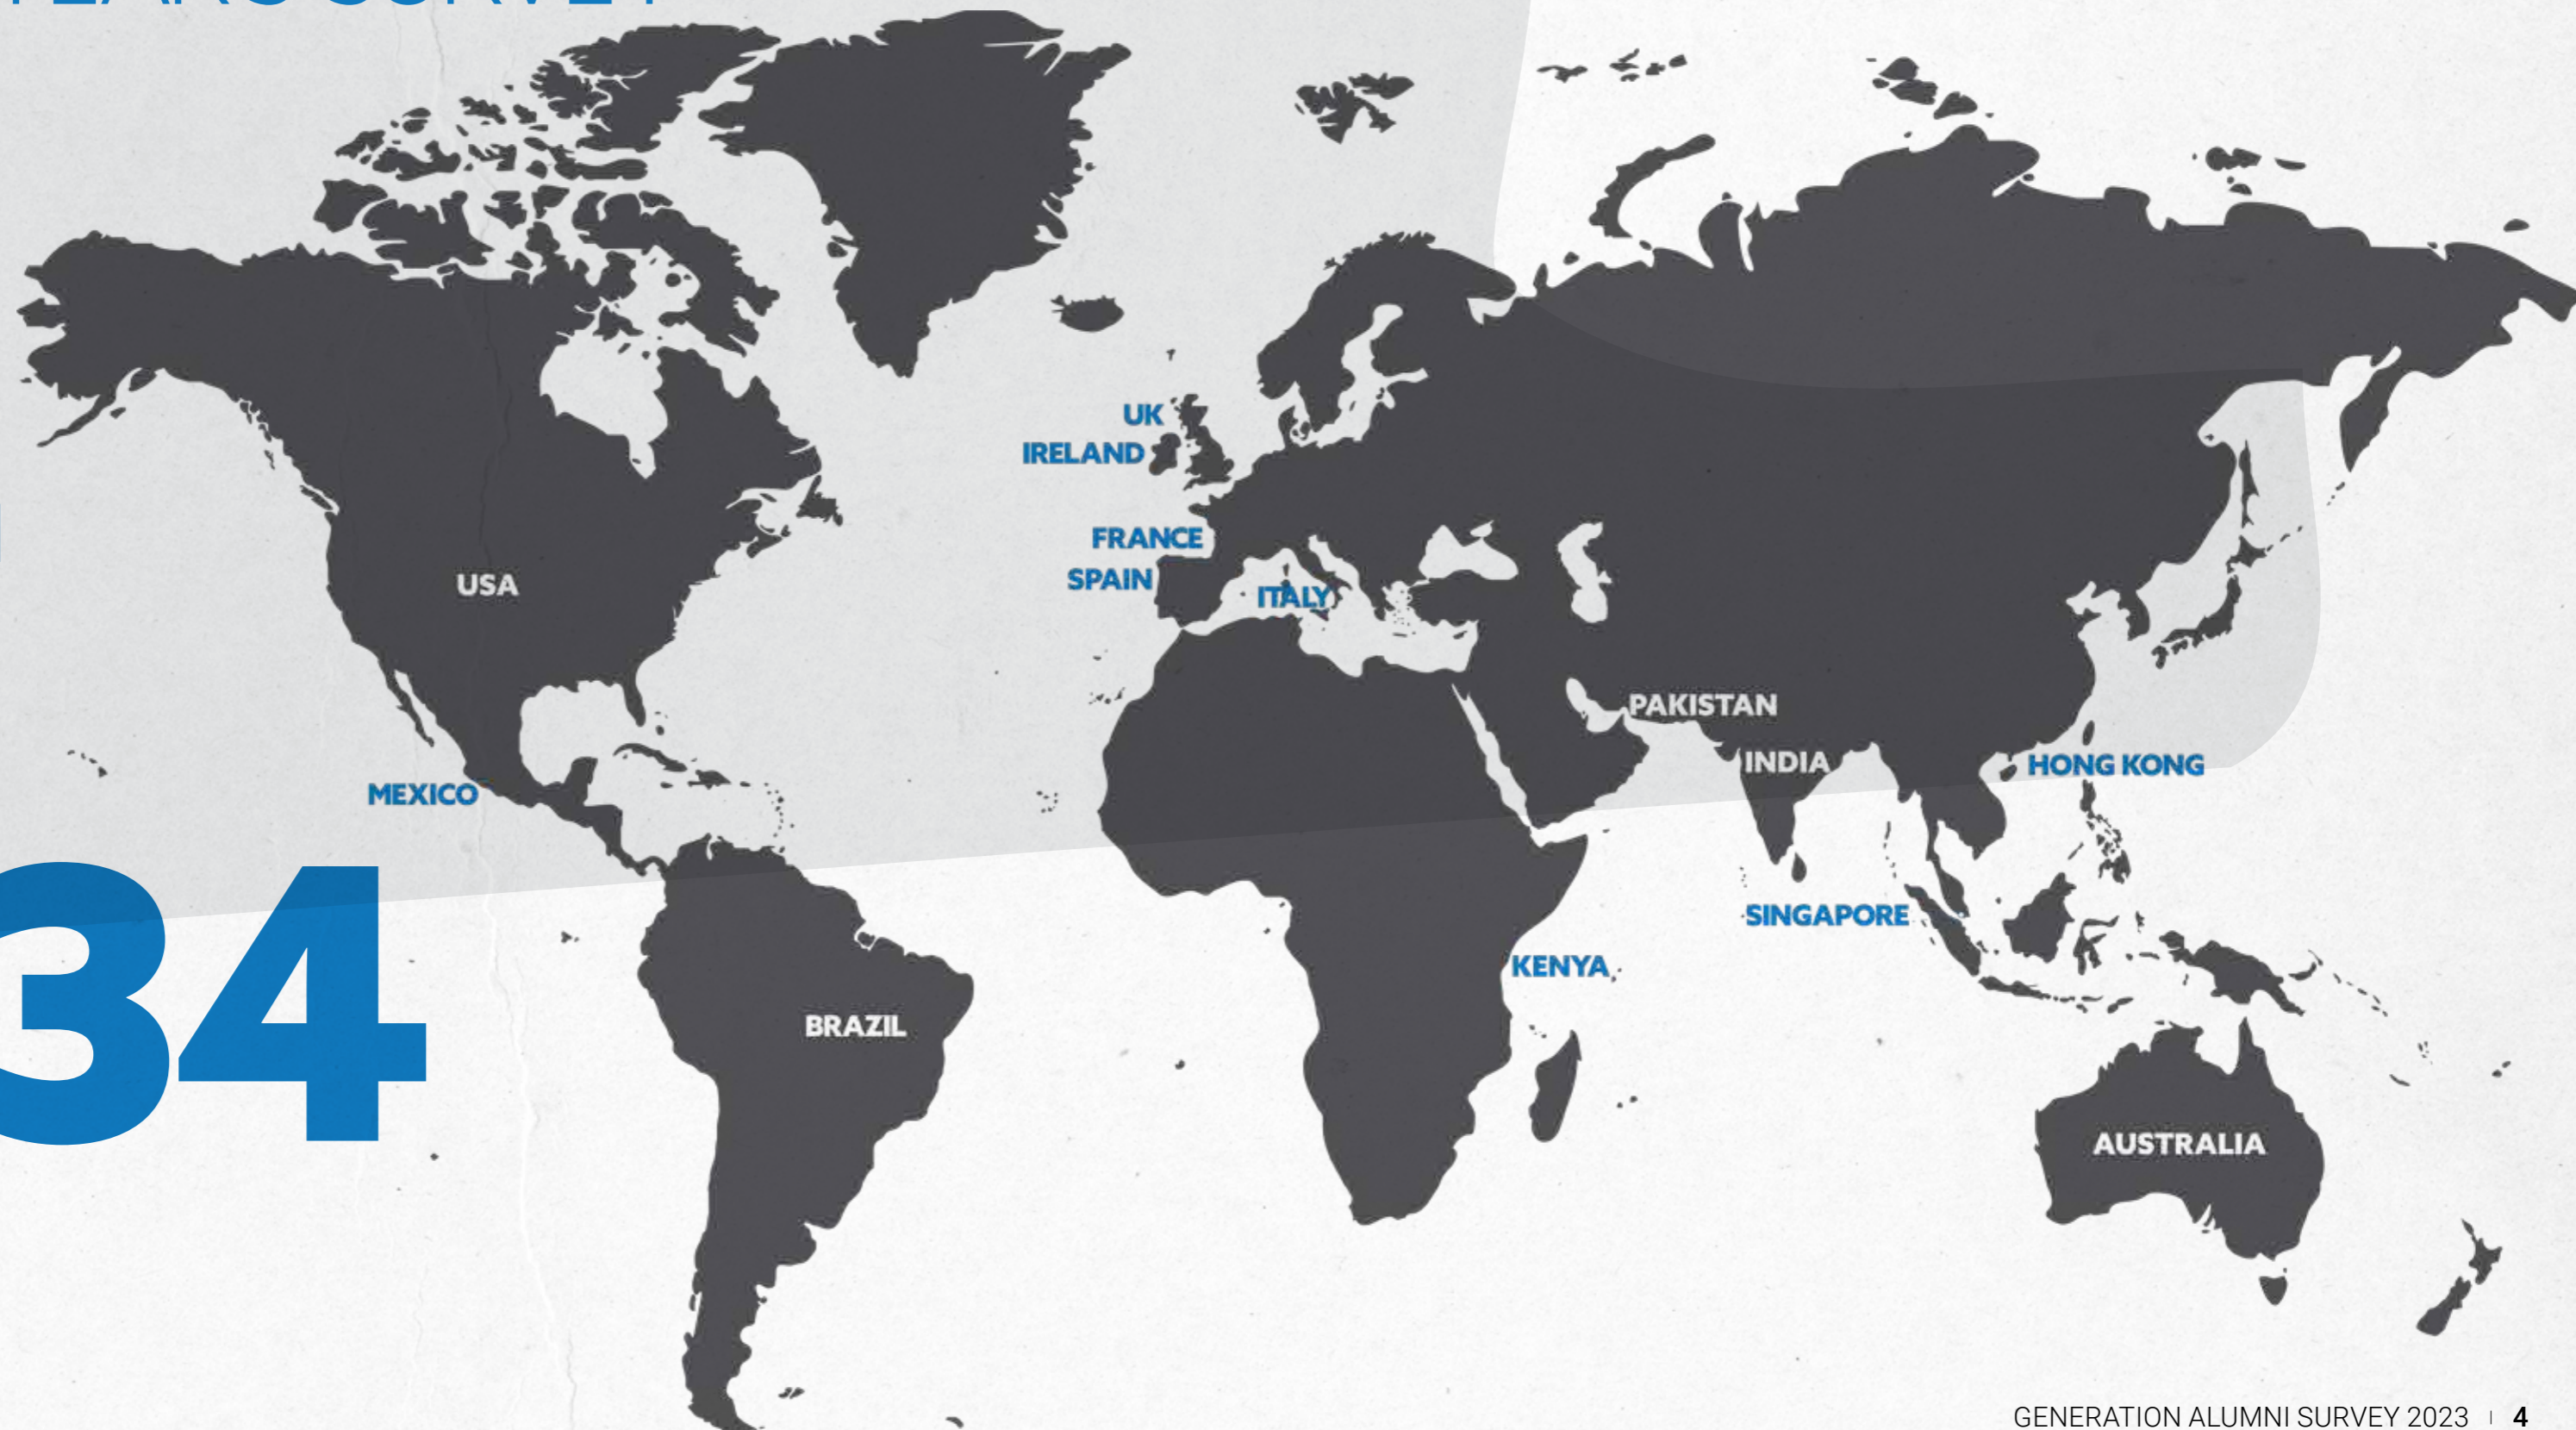 SURVEY
UK
IRELAND
FRANCE
SPAIN
ITALY
USA
PAKISTAN
INDIA
HONG KONG
MEXICO
SINGAPORE
KENYA
BRAZIL
AUSTRALIA
34
GENERATION ALUMNI SURVEY 2023 | 4